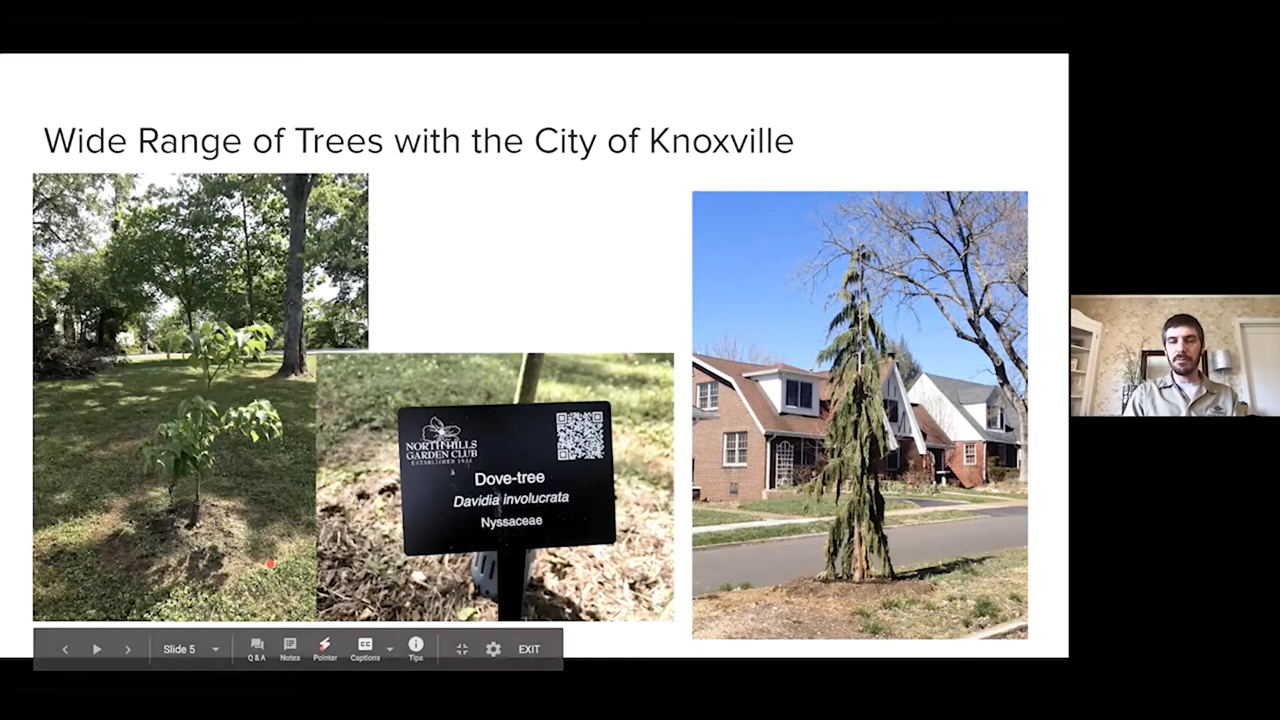 Wide Range of Trees with the City of Knoxville
NORTH HILLS
GARDEN CLUB
ESTABLISHED
Dove-tree
Davidia involucrata
Nyssaceae
Slide 5
Q & A
Notes
Pointer
Captions
Tips
EXIT